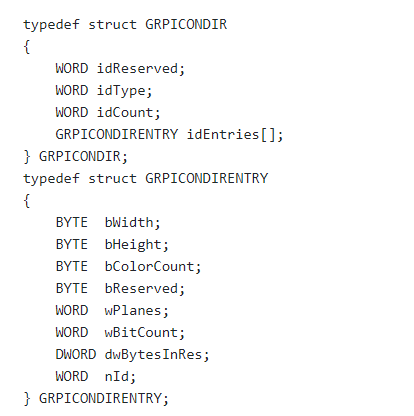 typedef struct GRPICONDIR
{
    WORD idReserved;
    WORD idType;
    WORD idCount;
    GRPICONDIRENTRY idEntries[];
} GRPICONDIR;
typedef struct GRPICONDIRENTRY
{
    BYTE  bWidth;
    BYTE  bHeight;
    BYTE  bColorCount;
    BYTE  bReserved;
    WORD  wPlanes;
    WORD  wBitCount;
    DWORD dwBytesInRes;
    WORD  nId;
} GRPICONDIRENTRY;